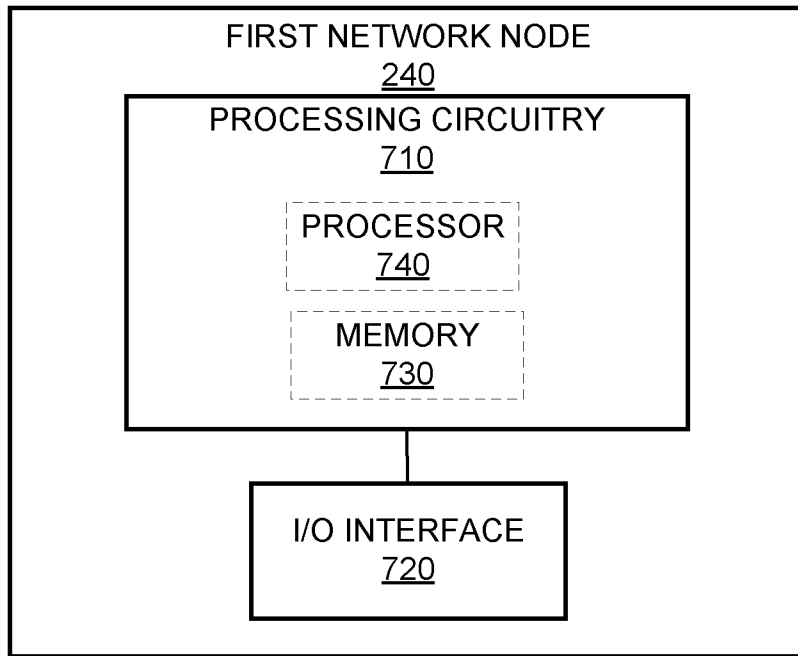 FIRST NETWORK NODE
240
PROCESSING CIRCUITRY
710
PROCESSOR
740
MEMORY
730
I/O INTERFACE
720